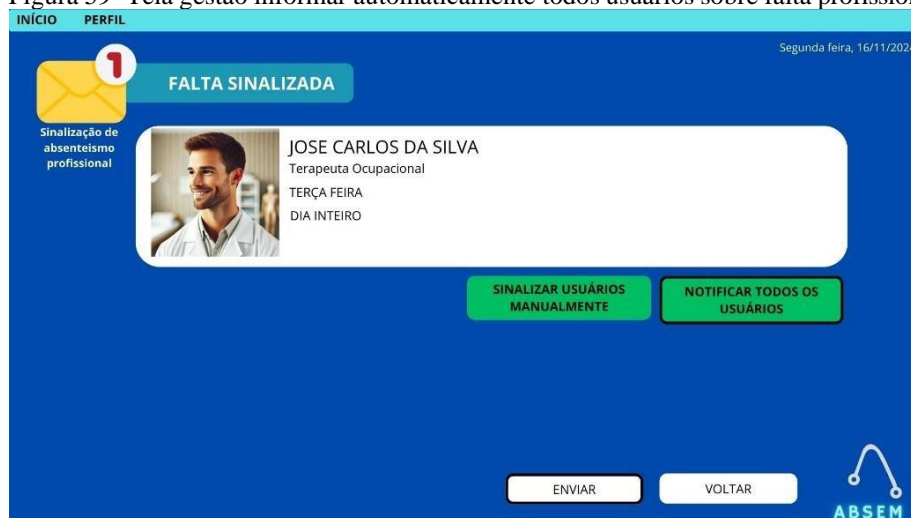 Figura 39- Tela gestão informar automaticamente todos usuários sobre falta
INÍCIO PERFIL
Segunda feira, 16/11/202
1
FALTA SINALIZADA
Sinalização de
absenteísmo
profissional
JOSE CARLOS DA SILVA
Terapeuta Ocupacional
TERÇA FEIRA
DIA INTEIRO
SINALIZAR USUÁRIOS
MANUALMENTE
NOTIFICAR TODOS OS
USUÁRIOS
ENVIAR
VOLTAR
ABSEM